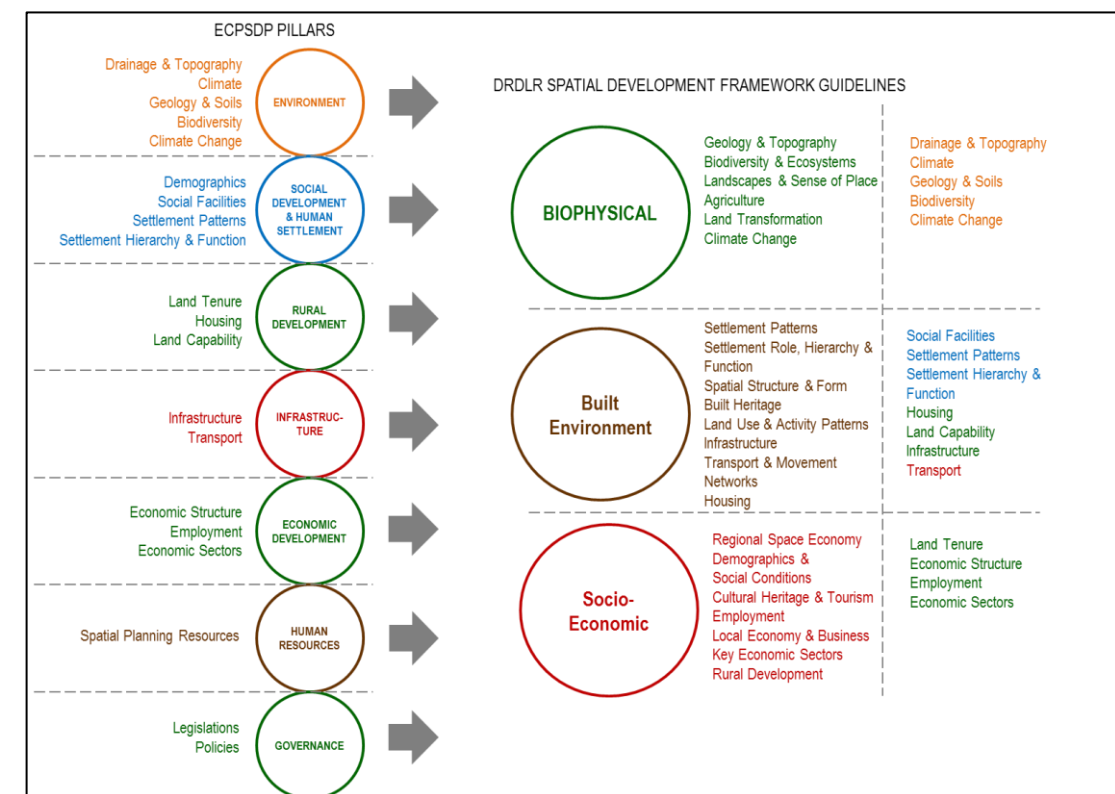 ECPSDP PILLARS
Drainage & Topography
Climate
Geology & Soils
Biodiversity
Climate Change
ENVIRONMENT
Demographics
Social Facilities
Settlement Patterns
Settlement Hierarchy & Function
SOCIAL
DEVELOPMENT
& HUMAN
SETTLEMENT
Land Tenure
Housing
Land Capability
RURAL
DEVELOPMENT
Infrastructure
Transport
INFRASTRUC-
TURE
Economic Structure
Employment
Economic Sectors
ECONOMIC
DEVELOPMENT
Spatial Planning Resources
HUMAN
RESOURCES
Legislations
Policies
GOVERNANCE
DRDLR SPATIAL DEVELOPMENT FRAMEWORK GUIDELINES
BIOPHYSICAL
Geology & Topography
Biodiversity & Ecosystems
Landscapes & Sense of Place
Agriculture
Land Transformation
Climate Change
Drainage & Topography
Climate
Geology & Soils
Biodiversity
Climate Change
Built
Environment
Settlement Patterns
Settlement Role, Hierarchy &
Function
Spatial Structure & Form
Built Heritage
Land Use & Activity Patterns
Infrastructure
Transport & Movement
Networks
Housing
Social Facilities
Settlement Patterns
Settlement Hierarchy &
Function
Housing
Land Capability
Infrastructure
Transport
Socio-
Economic
Regional Space Economy
Demographics &
Social Conditions
Cultural Heritage & Tourism
Employment
Local Economy & Business
Key Economic Sectors
Rural Development
Land Tenure
Economic Structure
Employment
Economic Sectors